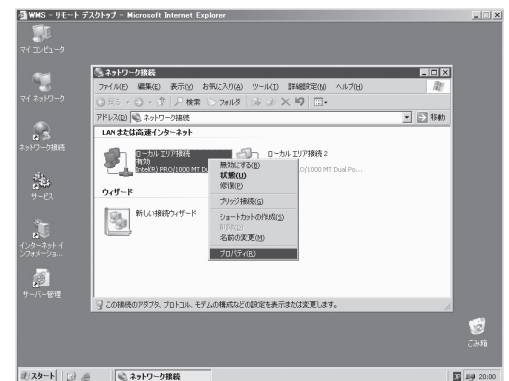 WMS - リモート デスクトップ - Microsoft Internet Explorer
マイ コンピュータ
マイ ネットワーク
ネットワーク接続
サービス
インターネット イ
ンフォメーショ...
サーバー管理
ネットワーク接続
ファイル(F) 編集(E) 表示(V) お気に入り(A) ツール(T) 詳細設定(N) ヘルプ(H)
戻る 検索 フォルダ
アドレス(D) ネットワーク接続 移動
LAN または高速インターネット
ローカル エリア接続
有効
Intel(R) PRO/1000 MT Du
ローカル エリア接続 2
O/1000 MT Dual Po...
無効にする(B)
状態(U)
修復(P)
ブリッジ接続(G)
ショートカットの作成(S)
削除(D)
名前の変更(M)
プロパティ(R)
ウィザード
新しい接続ウィザード
この接続のアダプタ、プロトコル、モデムの構成などの設定を表示または変更します。
ごみ箱
スタート ネットワーク接続 20:00